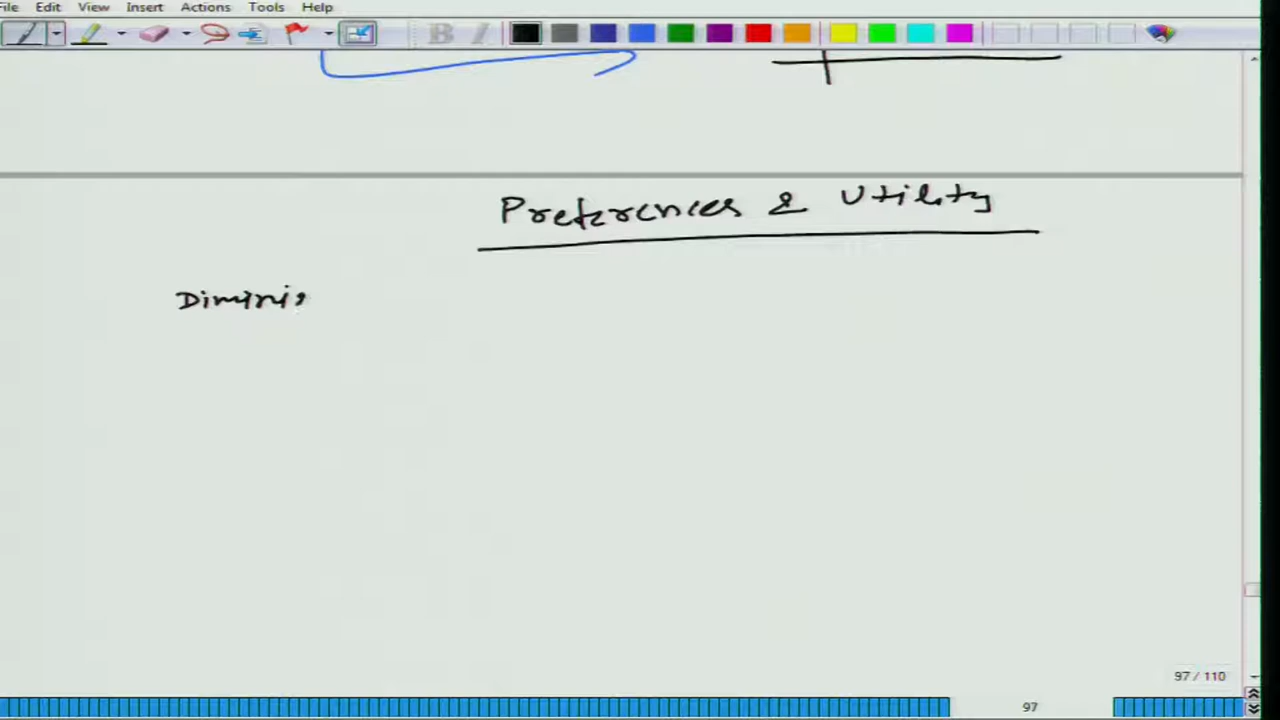 File Edit View Insert Actions Tools Help
B I
Preferences & Utility
Diminis
97 / 110
97